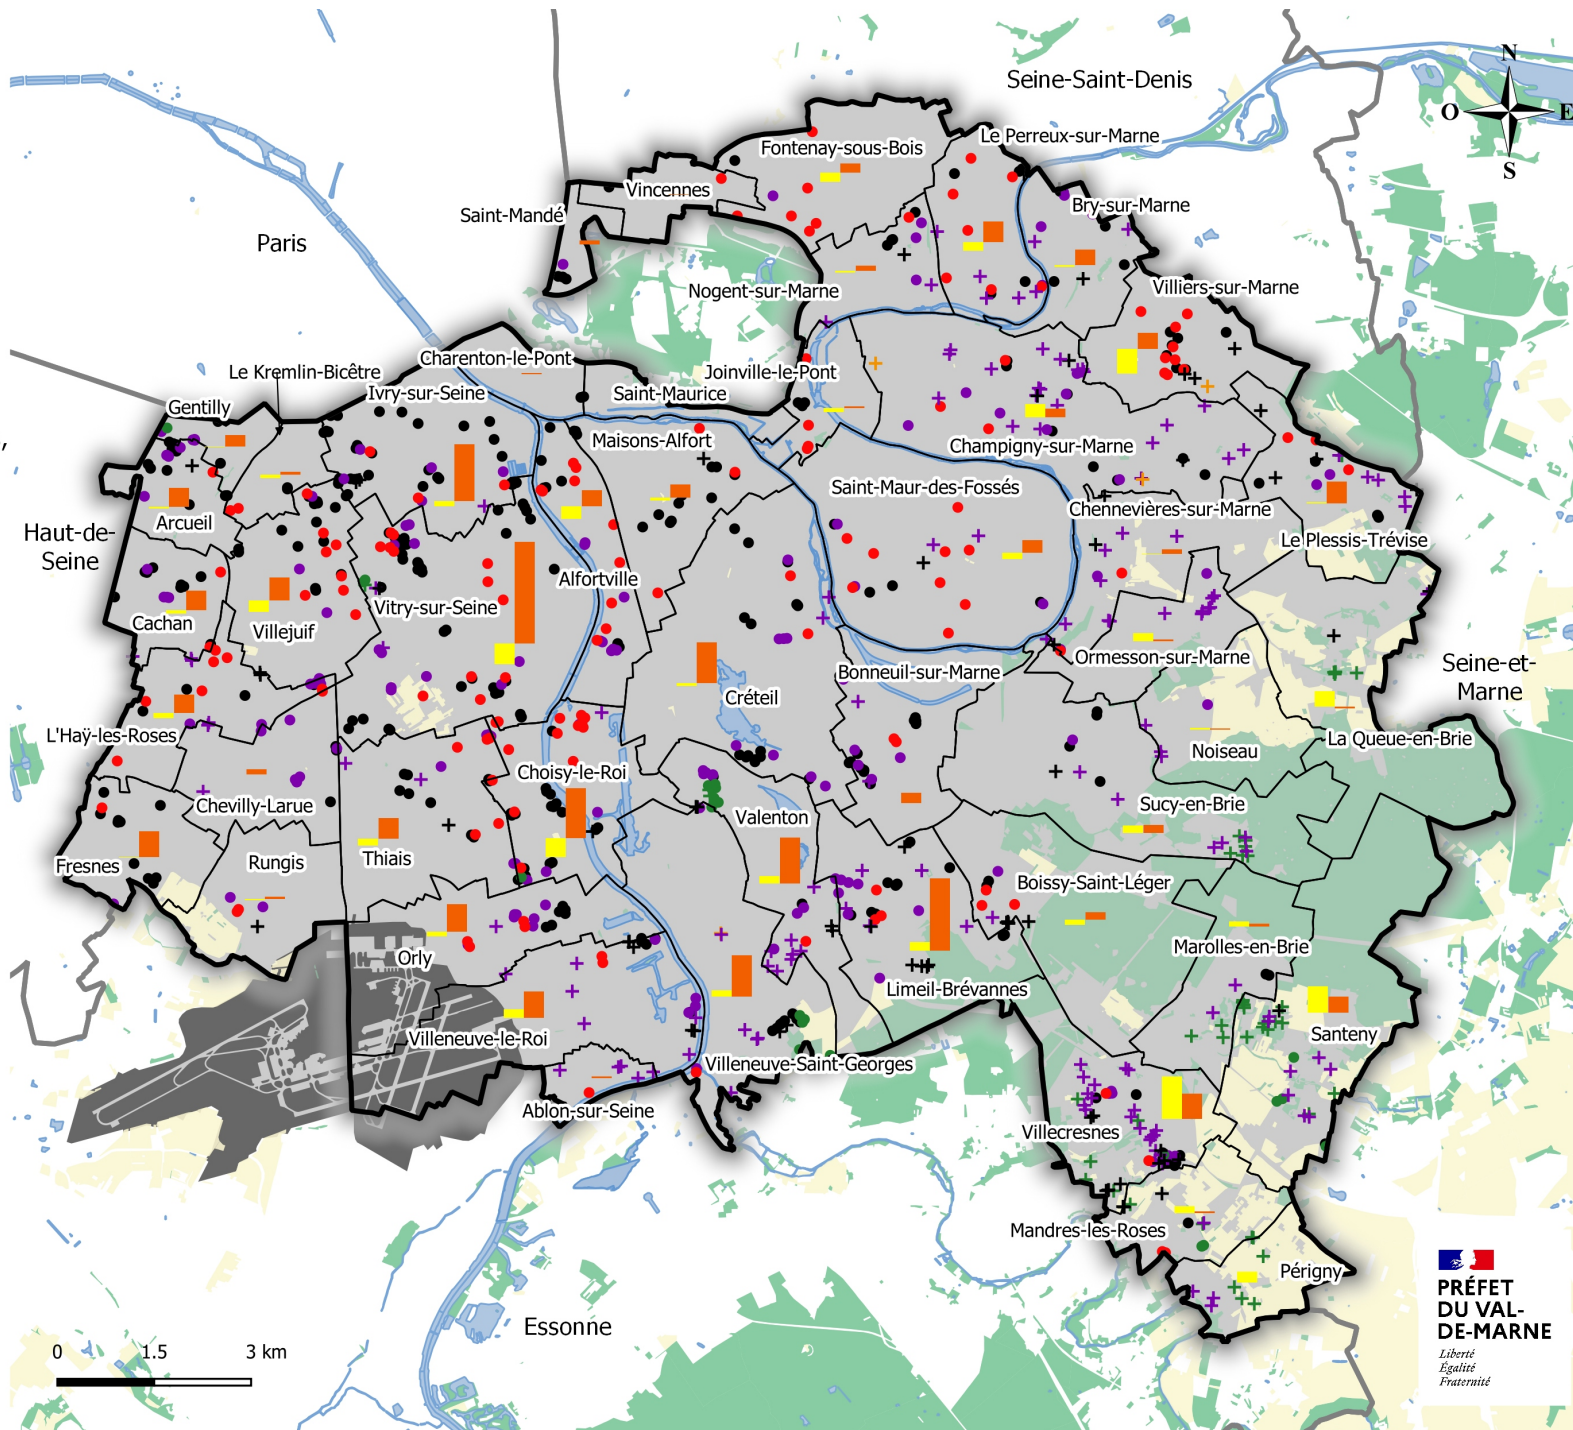 Seine-Saint-Denis
N
O
E
S
Le Perreux-sur-Marne
Fontenay-sous-Bois
Vincennes
Saint-Mandé
Bry-sur-Marne
Paris
Nogent-sur-Marne
Villiers-sur-Marne
Charenton-le-Pont
Le Kremlin-Bicêtre
Joinville-le-Pont
Ivry-sur-Seine
Saint-Maurice
Gentilly
Maisons-Alfort
Champigny-sur-Marne
Saint-Maur-des-Fossés
Arcueil
Chennevières-sur-Marne
Haut-de-
Seine
Le Plessis-Trévise
Alfortville
Vitry-sur-Seine
Cachan
Villejuif
Ormesson-sur-Marne
Seine-et-
Marne
Bonneuil-sur-Marne
Créteil
L'Haÿ-les-Roses
La Queue-en-Brie
Noiseau
Choisy-le-Roi
Chevilly-Larue
Sucy-en-Brie
Valenton
Thiais
Rungis
Fresnes
Boissy-Saint-Léger
Marolles-en-Brie
Orly
Limeil-Brévannes
Santeny
Villeneuve-le-Roi
Villeneuve-Saint-Georges
Ablon-sur-Seine
Villecresnes
Mandres-les-Roses
Périgny
Essonne
0 1.5 3 km
PRÉFET
DU VAL-
DE-MARNE
Liberté
Égalité
Fraternité